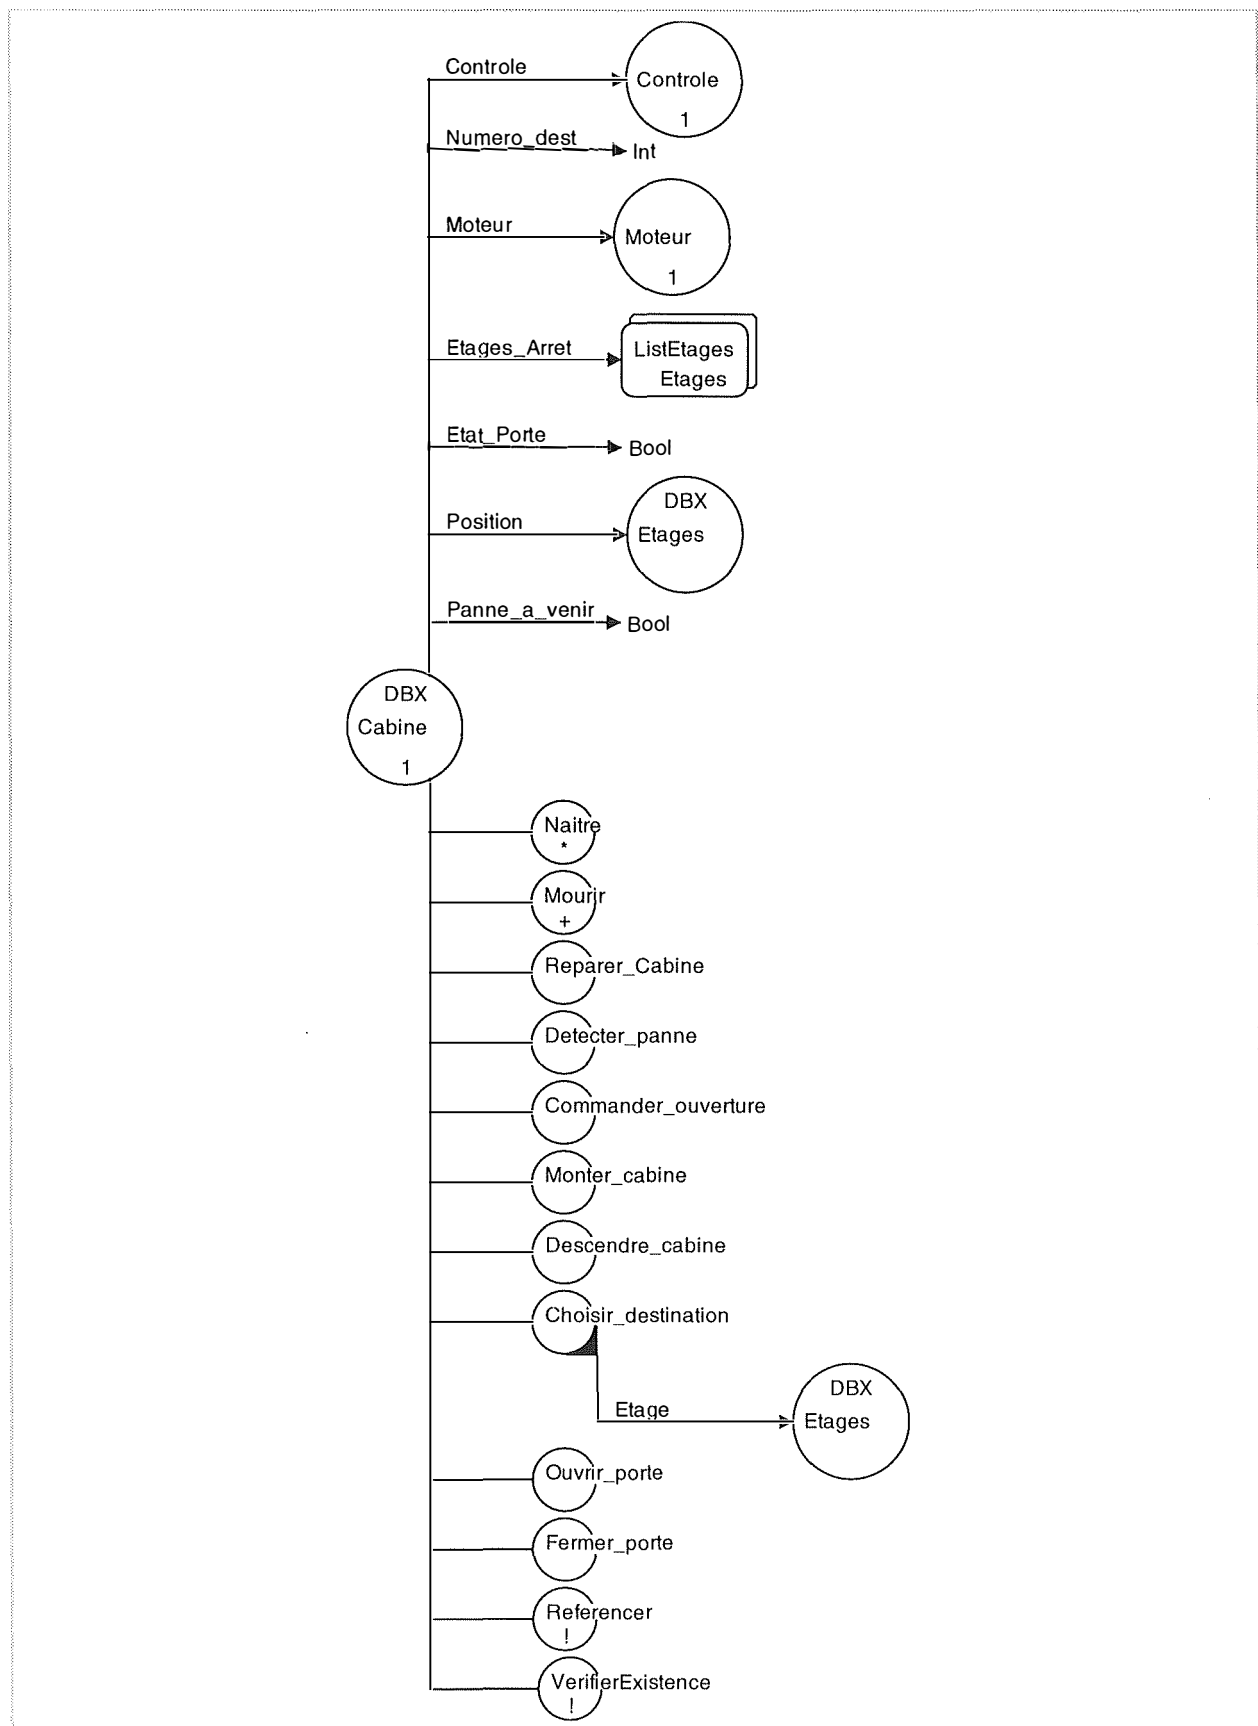 Controle
Controle
1
Numero_dest
Int
Moteur
Moteur
1
Etages_Arret
ListEtages
Etages
Etat_Porte
Bool
DBX
Position
Etages
Panne_a_venir
Bool
DBX
Cabine
1
Naitre
*
Mourir
+
Reparer_Cabine
Detecter_panne
Commander_ouverture
Monter_cabine
Descendre_cabine
Choisir_destination
DBX
Etage
Etages
Ouvrir_porte
Fermer_porte
Referencer
!
VerifierExistence
!